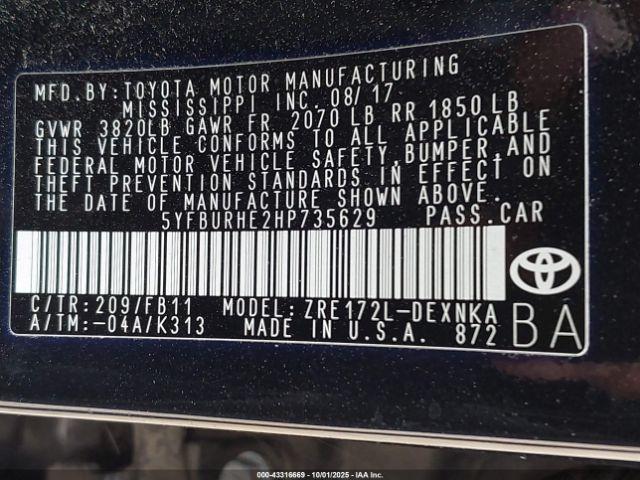 MFD.BY:TOYOTA MOTOR MANUFACTURING
MISSISSIPPI INC. 08/17
GVWR 3820LB GAWR FR 2070 LB RR 1850 LB
THIS VEHICLE CONFORMS TO ALL APPLICABLE
FEDERAL MOTOR VEHICLE SAFETY,BUMPER,AND
THEFT PREVENTION STANDARDS IN EFFECT ON
THE DATE OF MANUFACTURE SHOWN ABOVE.
5YFBURHE2HP735629 PASS.CAR
C/TR:209/FB11 MODEL:ZRE172L-DEXNKA
A/TM:-04A/K313 MADE IN U.S.A. 872
BA
000-43316669 - 10/01/2025 - IAA Inc.